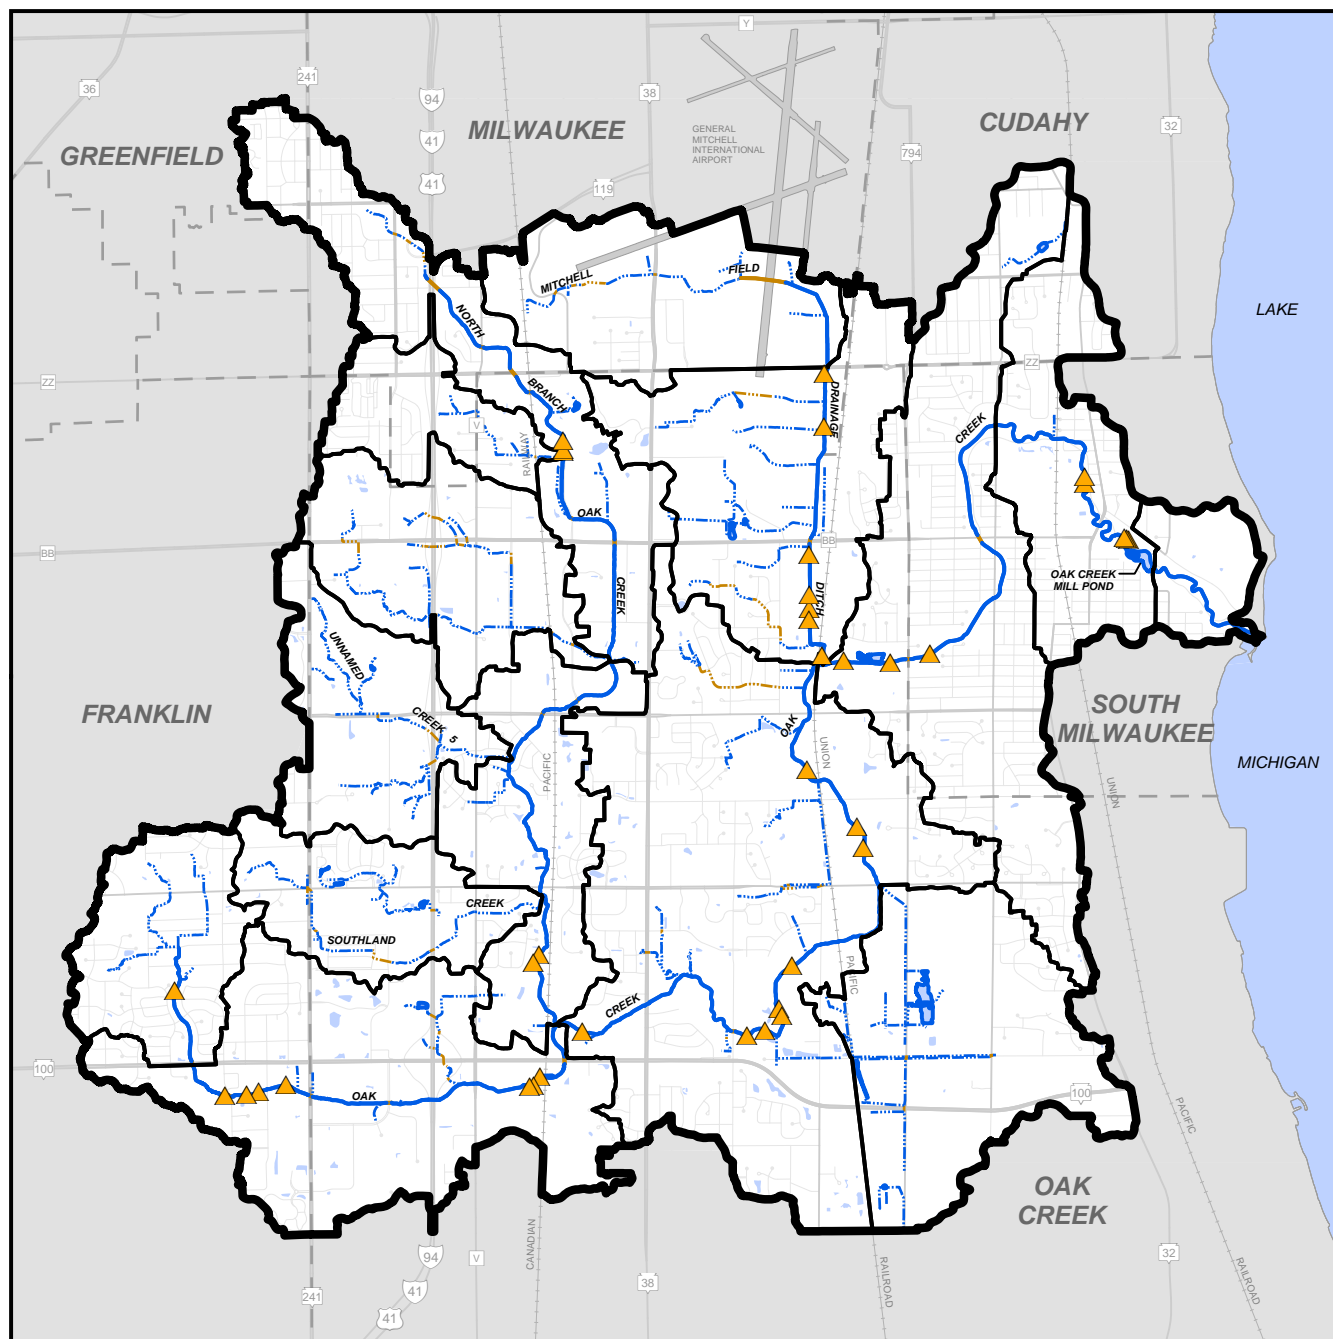 Y
36
241
94
38
32
MILWAUKEE
CUDAHY
41
GENERAL
MITCHELL
INTERNATIONAL
AIRPORT
GREENFIELD
794
41
119
MITCHELL
FIELD
NORTH
LAKE
ZZ
ZZ
BRANCH
DRAINAGE
V
CREEK
RAILWAY
OAK
BB
BB
OAK CREEK
MILL POND
CREEK
DITCH
UNNAMED
FRANKLIN
CREEK 5
OAK
SOUTH
MILWAUKEE
UNION
PACIFIC
MICHIGAN
UNION
CREEK
SOUTHLAND
PACIFIC
CREEK
100
OAK
100
PACIFIC
OAK
CREEK
CANADIAN
94
V
32
41
38
RAILROAD
RAILROAD
241
41